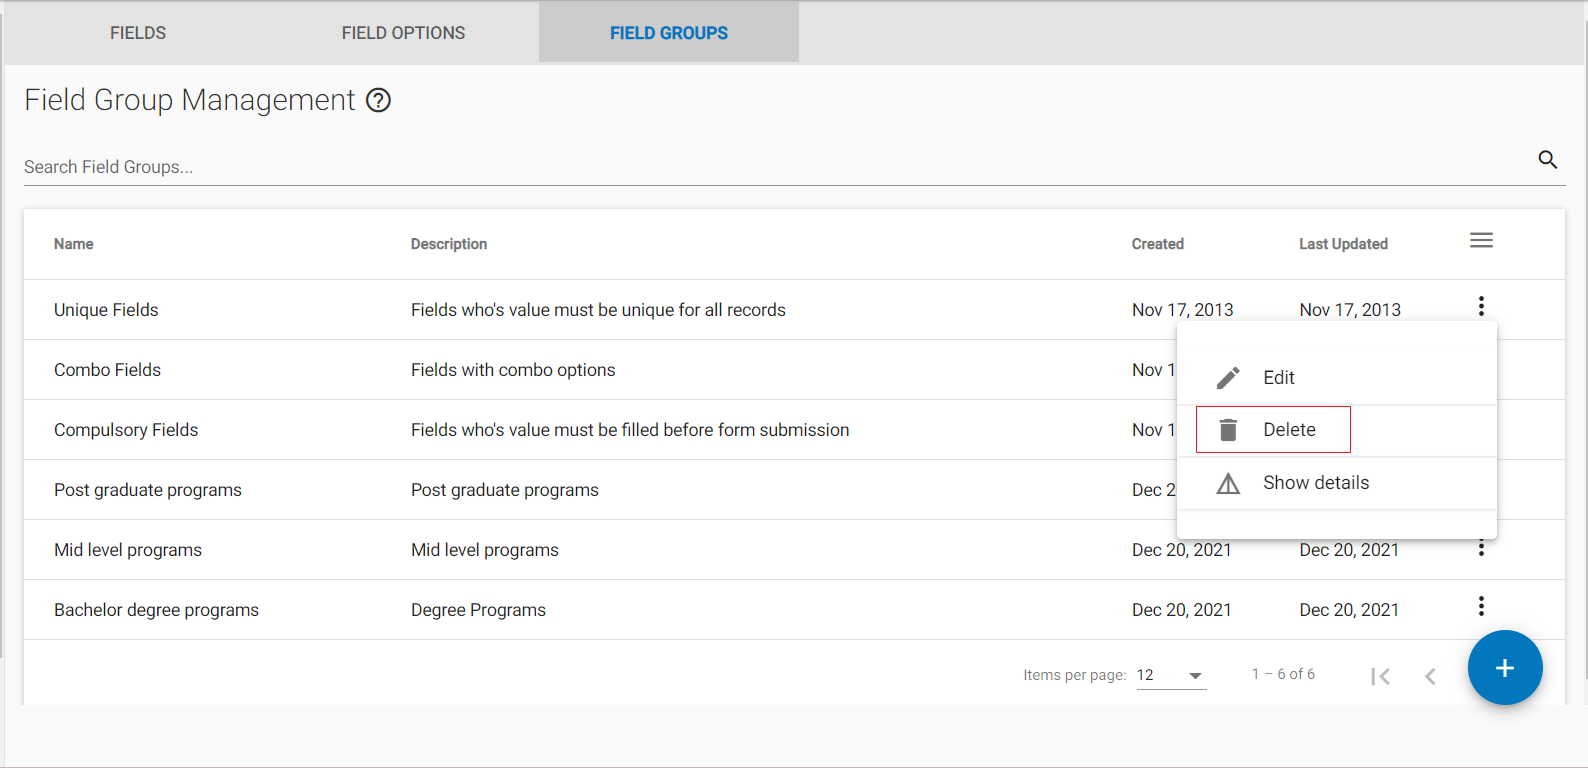 FIELDS FIELD OPTIONS FIELD GROUPS
Field Group Management
Search Field Groups...
Name Description Created Last Updated
Unique Fields Fields who's value must be unique for all records Nov 17, 2013 Nov 17, 2013
Combo Fields Fields with combo options Nov 1
Edit
Compulsory Fields Fields who's value must be filled before form submission Nov 1
Delete
Post graduate programs Post graduate programs Dec 2
Show details
Mid level programs Mid level programs Dec 20, 2021 Dec 20, 2021
Bachelor degree programs Degree Programs Dec 20, 2021 Dec 20, 2021
Items per page: 12 1 – 6 of 6